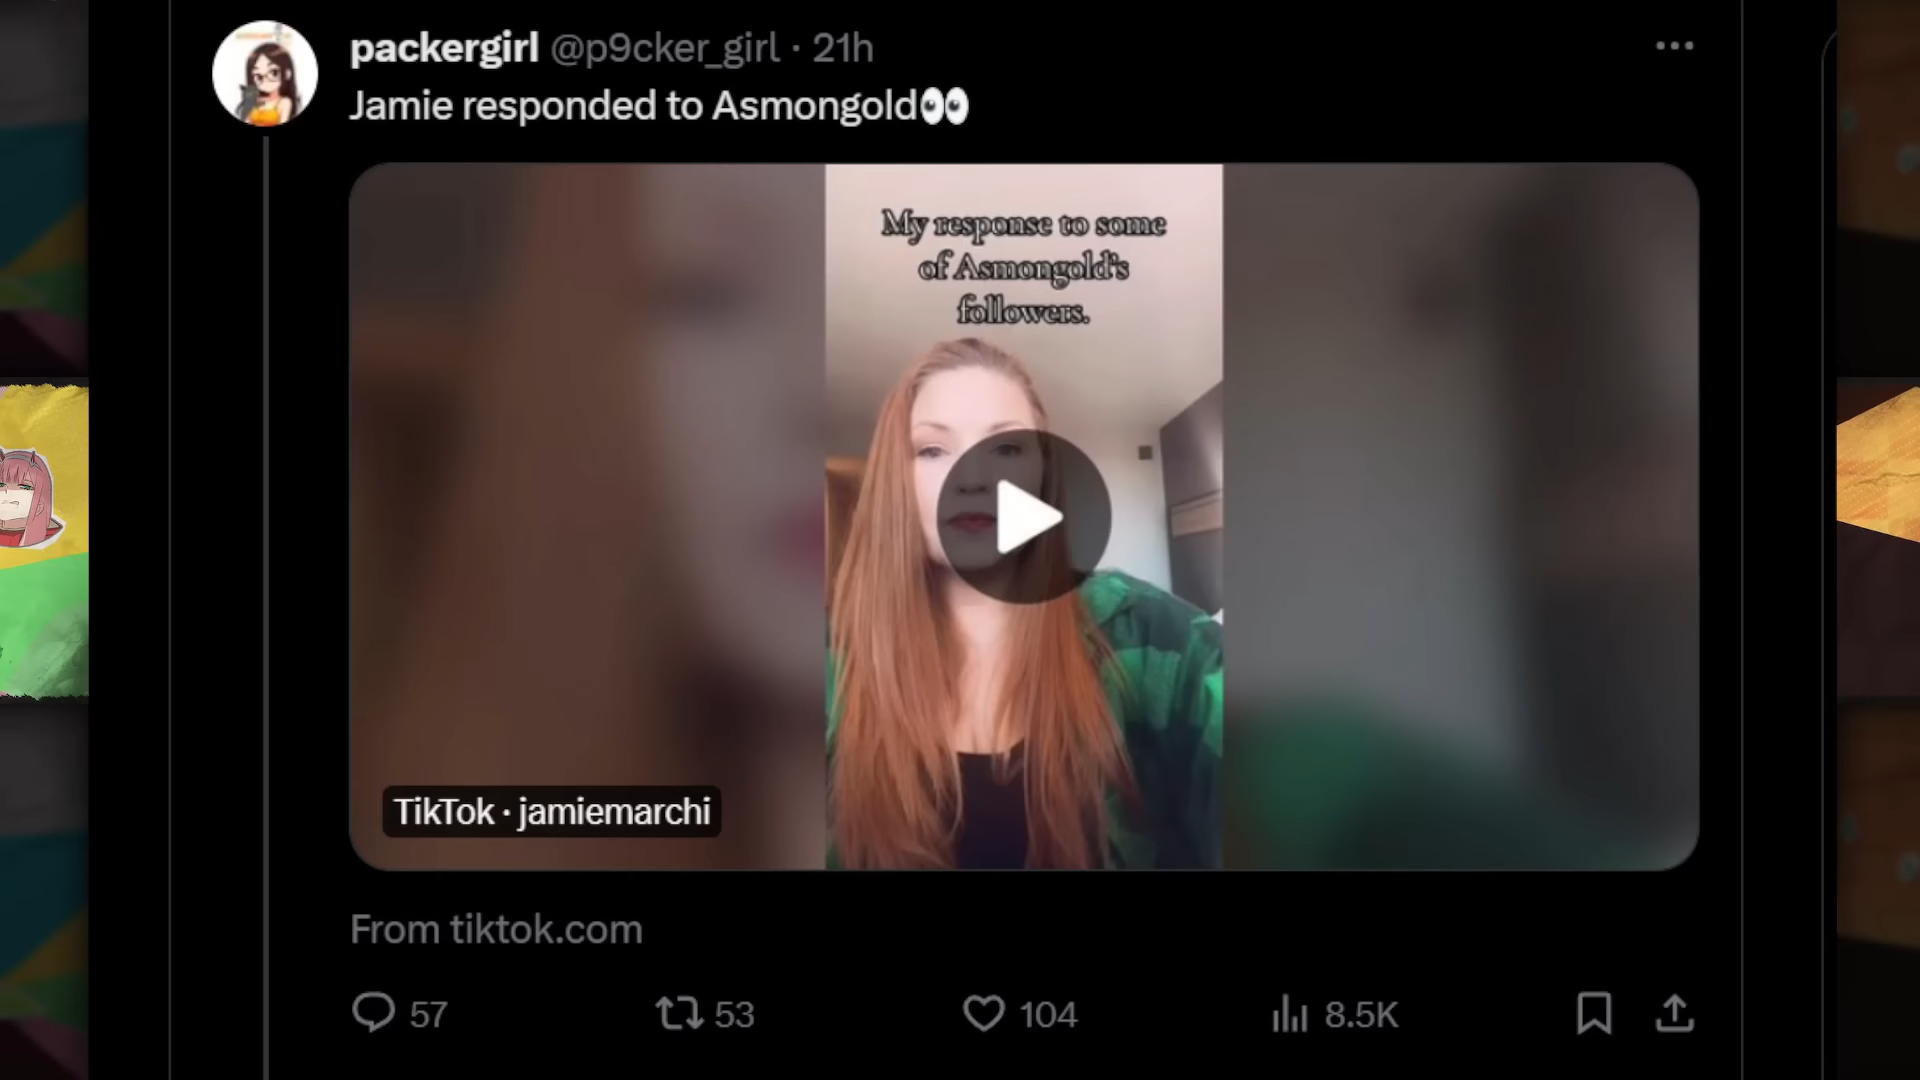 packergirl @p9cker_girl · 21h
Jamie responded to Asmongold👀
My response to some
of Asmongold's
followers.
TikTok · jamiemarchi
From tiktok.com
57 53 104 8.5K